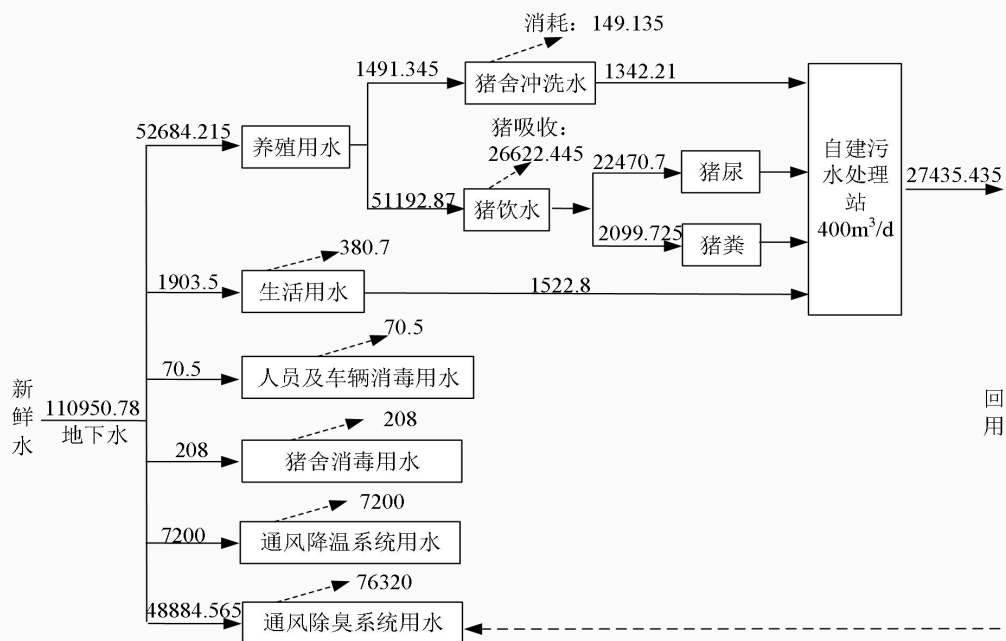 消耗：149.135
1491.345
猪舍冲洗水
1342.21
52684.215
养殖用水
猪吸收：
26622.445
51192.87
猪饮水
22470.7
猪尿
2099.725
猪粪
自建污
水处理
站
400m³/d
27435.435
380.7
1903.5
生活用水
1522.8
70.5
70.5
人员及车辆消毒用水
新
鲜
水
110950.78
地下水
回
用
208
208
猪舍消毒用水
7200
7200
通风降温系统用水
76320
48884.565
通风除臭系统用水